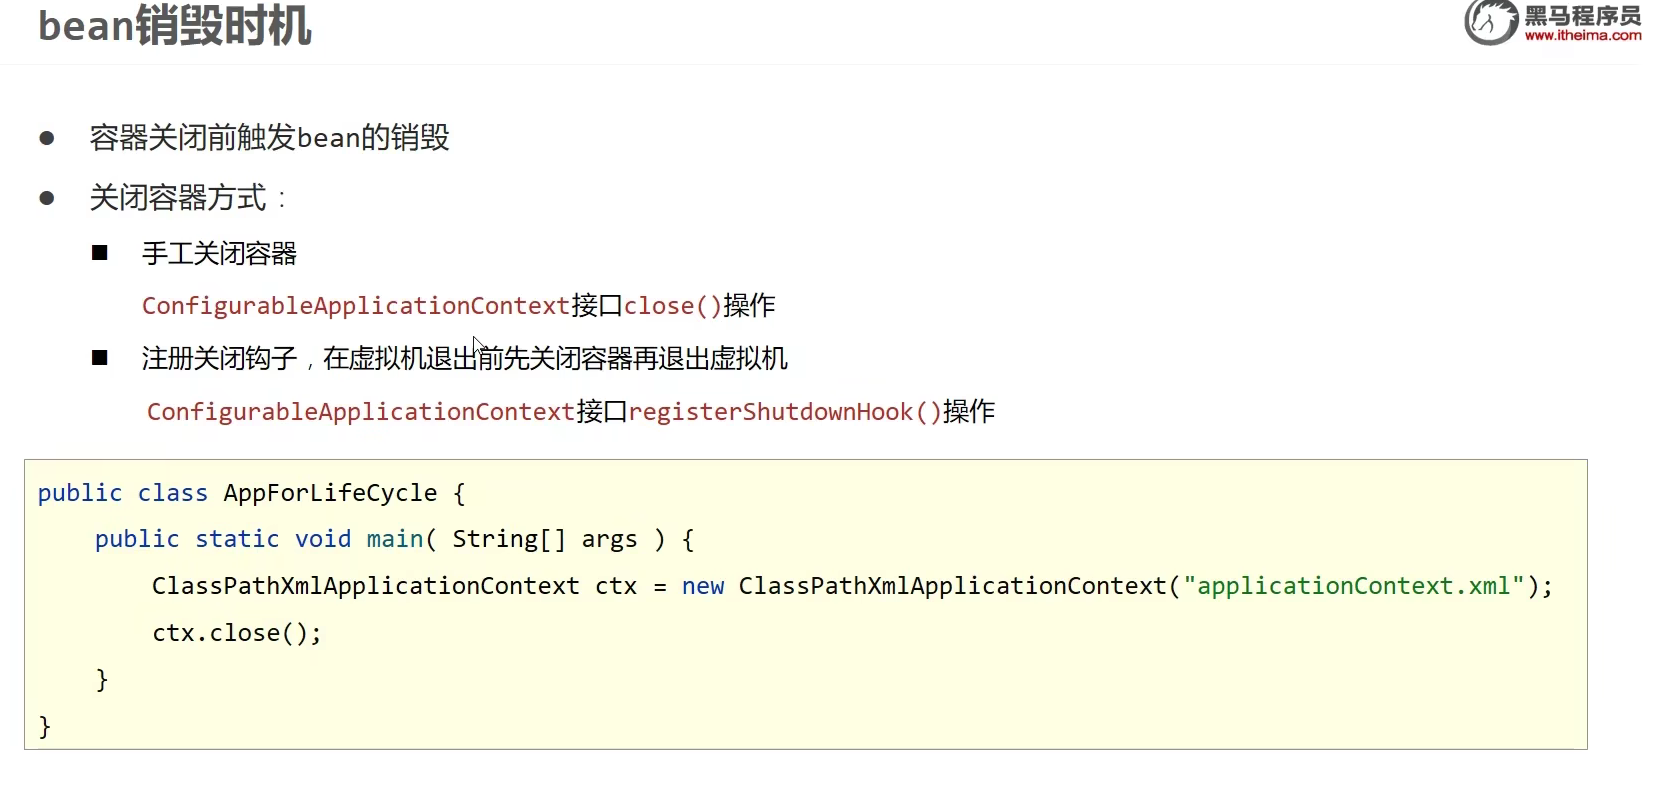 bean销毁时机
黑马程序员
www.itheima.com
● 容器关闭前触发bean的销毁
● 关闭容器方式：
■ 手工关闭容器
ConfigurableApplicationContext接口close()操作
■ 注册关闭钩子，在虚拟机退出前先关闭容器再退出虚拟机
ConfigurableApplicationContext接口registerShutdownHook()操作
public class AppForLifeCycle {
    public static void main( String[] args ) {
        ClassPathXmlApplicationContext ctx = new ClassPathXmlApplicationContext("applicationContext.xml");
        ctx.close();
    }
}